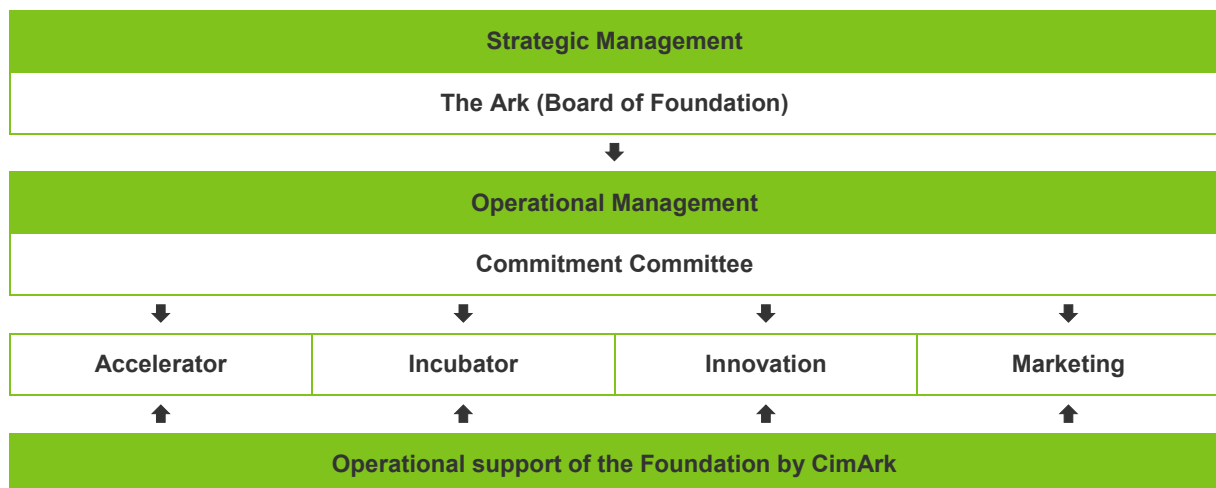 Strategic Management
The Ark (Board of Foundation)
Operational Management
Commitment Committee
Accelerator Incubator Innovation Marketing
Operational support of the Foundation by CimArk